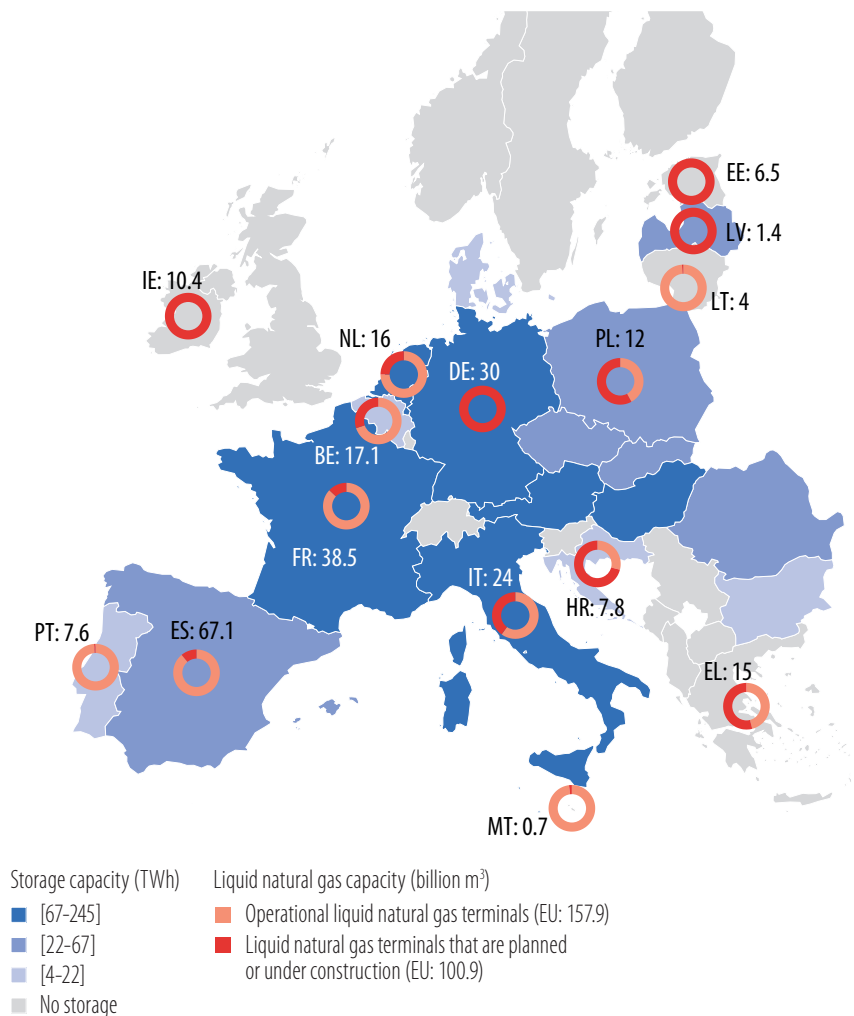 EE: 6.5
LV: 1.4
IE: 10.4
LT: 4
NL: 16
PL: 12
DE: 30
BE: 17.1
FR: 38.5
IT: 24
HR: 7.8
PT: 7.6
ES: 67.1
EL: 15
MT: 0.7
Storage capacity (TWh)
[67-245]
[22-67]
[4-22]
No storage
Liquid natural gas capacity (billion m³)
Operational liquid natural gas terminals (EU: 157.9)
Liquid natural gas terminals that are planned
or under construction (EU: 100.9)